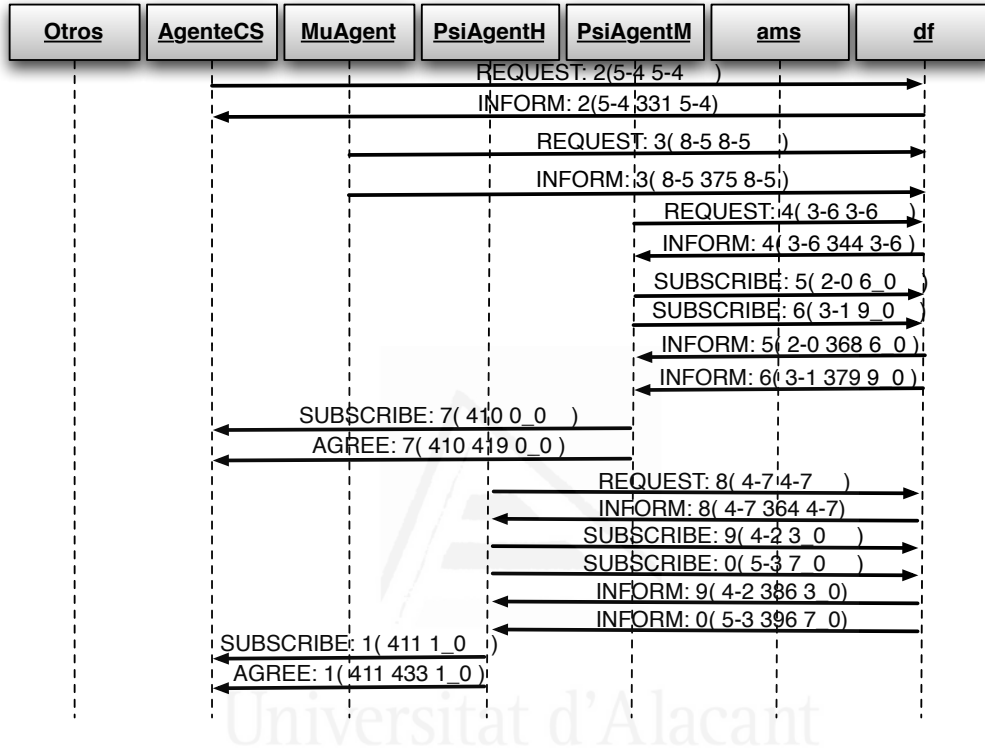 Otros AgenteCS MuAgent PsiAgentH PsiAgentM ams df
REQUEST: 2(5-4 5-4 )
INFORM: 2(5-4 331 5-4)
REQUEST: 3( 8-5 8-5 )
INFORM: 3( 8-5 375 8-5 )
REQUEST: 4( 3-6 3-6 )
INFORM: 4( 3-6 344 3-6 )
SUBSCRIBE: 5( 2-0 6_0 )
SUBSCRIBE: 6( 3-1 9_0 )
INFORM: 5( 2-0 368 6_0 )
INFORM: 6( 3-1 379 9_0 )
SUBSCRIBE: 7( 410 0_0 )
AGREE: 7( 410 419 0_0 )
REQUEST: 8( 4-7 4-7 )
INFORM: 8( 4-7 364 4-7)
SUBSCRIBE: 9( 4-2 3_0 )
SUBSCRIBE: 0( 5-3 7_0 )
INFORM: 9( 4-2 386 3_0)
INFORM: 0( 5-3 396 7_0)
SUBSCRIBE: 1( 411 1_0 )
AGREE: 1( 411 433 1_0 )
Universitat d'Alacant